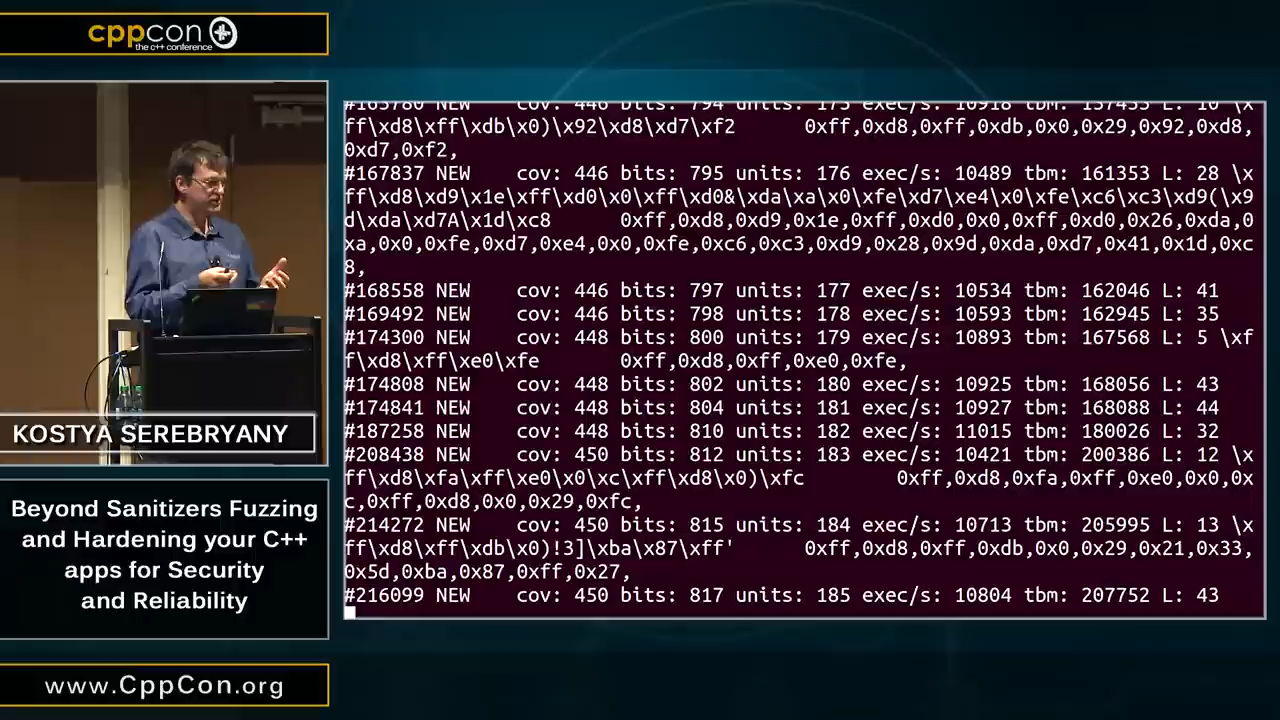 cppcon
the c++ conference
#165780 NEW cov: 446 bits: 794 units: 175 exec/s: 10918 tbm: 157453 L: 10 \x
ff\xd8\xff\xdb\x0)\x92\xd8\xd7\xf2 0xff,0xd8,0xff,0xdb,0x0,0x29,0x92,0xd8,
0xd7,0xf2,
#167837 NEW cov: 446 bits: 795 units: 176 exec/s: 10489 tbm: 161353 L: 28 \x
ff\xd8\xd9\x1e\xff\xd0\x0\xff\xd0&\xda\xa\x0\xfe\xd7\xe4\x0\xfe\xc6\xc3\xd9(\x9
d\xda\xd7A\x1d\xc8 0xff,0xd8,0xd9,0x1e,0xff,0xd0,0x0,0xff,0xd0,0x26,0xda,0
xa,0x0,0xfe,0xd7,0xe4,0x0,0xfe,0xc6,0xc3,0xd9,0x28,0x9d,0xda,0xd7,0x41,0x1d,0xc
8,
#168558 NEW cov: 446 bits: 797 units: 177 exec/s: 10534 tbm: 162046 L: 41
#169492 NEW cov: 446 bits: 798 units: 178 exec/s: 10593 tbm: 162945 L: 35
#174300 NEW cov: 448 bits: 800 units: 179 exec/s: 10893 tbm: 167568 L: 5 \xf
f\xd8\xff\xe0\xfe 0xff,0xd8,0xff,0xe0,0xfe,
#174808 NEW cov: 448 bits: 802 units: 180 exec/s: 10925 tbm: 168056 L: 43
#174841 NEW cov: 448 bits: 804 units: 181 exec/s: 10927 tbm: 168088 L: 44
#187258 NEW cov: 448 bits: 810 units: 182 exec/s: 11015 tbm: 180026 L: 32
#208438 NEW cov: 450 bits: 812 units: 183 exec/s: 10421 tbm: 200386 L: 12 \x
ff\xd8\xfa\xff\xe0\x0\xc\xff\xd8\x0)\xfc 0xff,0xd8,0xfa,0xff,0xe0,0x0,0x
c,0xff,0xd8,0x0,0x29,0xfc,
#214272 NEW cov: 450 bits: 815 units: 184 exec/s: 10713 tbm: 205995 L: 13 \x
ff\xd8\xff\xdb\x0)!3]\xba\x87\xff' 0xff,0xd8,0xff,0xdb,0x0,0x29,0x21,0x33,
0x5d,0xba,0x87,0xff,0x27,
#216099 NEW cov: 450 bits: 817 units: 185 exec/s: 10804 tbm: 207752 L: 43
KOSTYA SEREBRYANY
Beyond Sanitizers Fuzzing
and Hardening your C++
apps for Security
and Reliability
www.CppCon.org